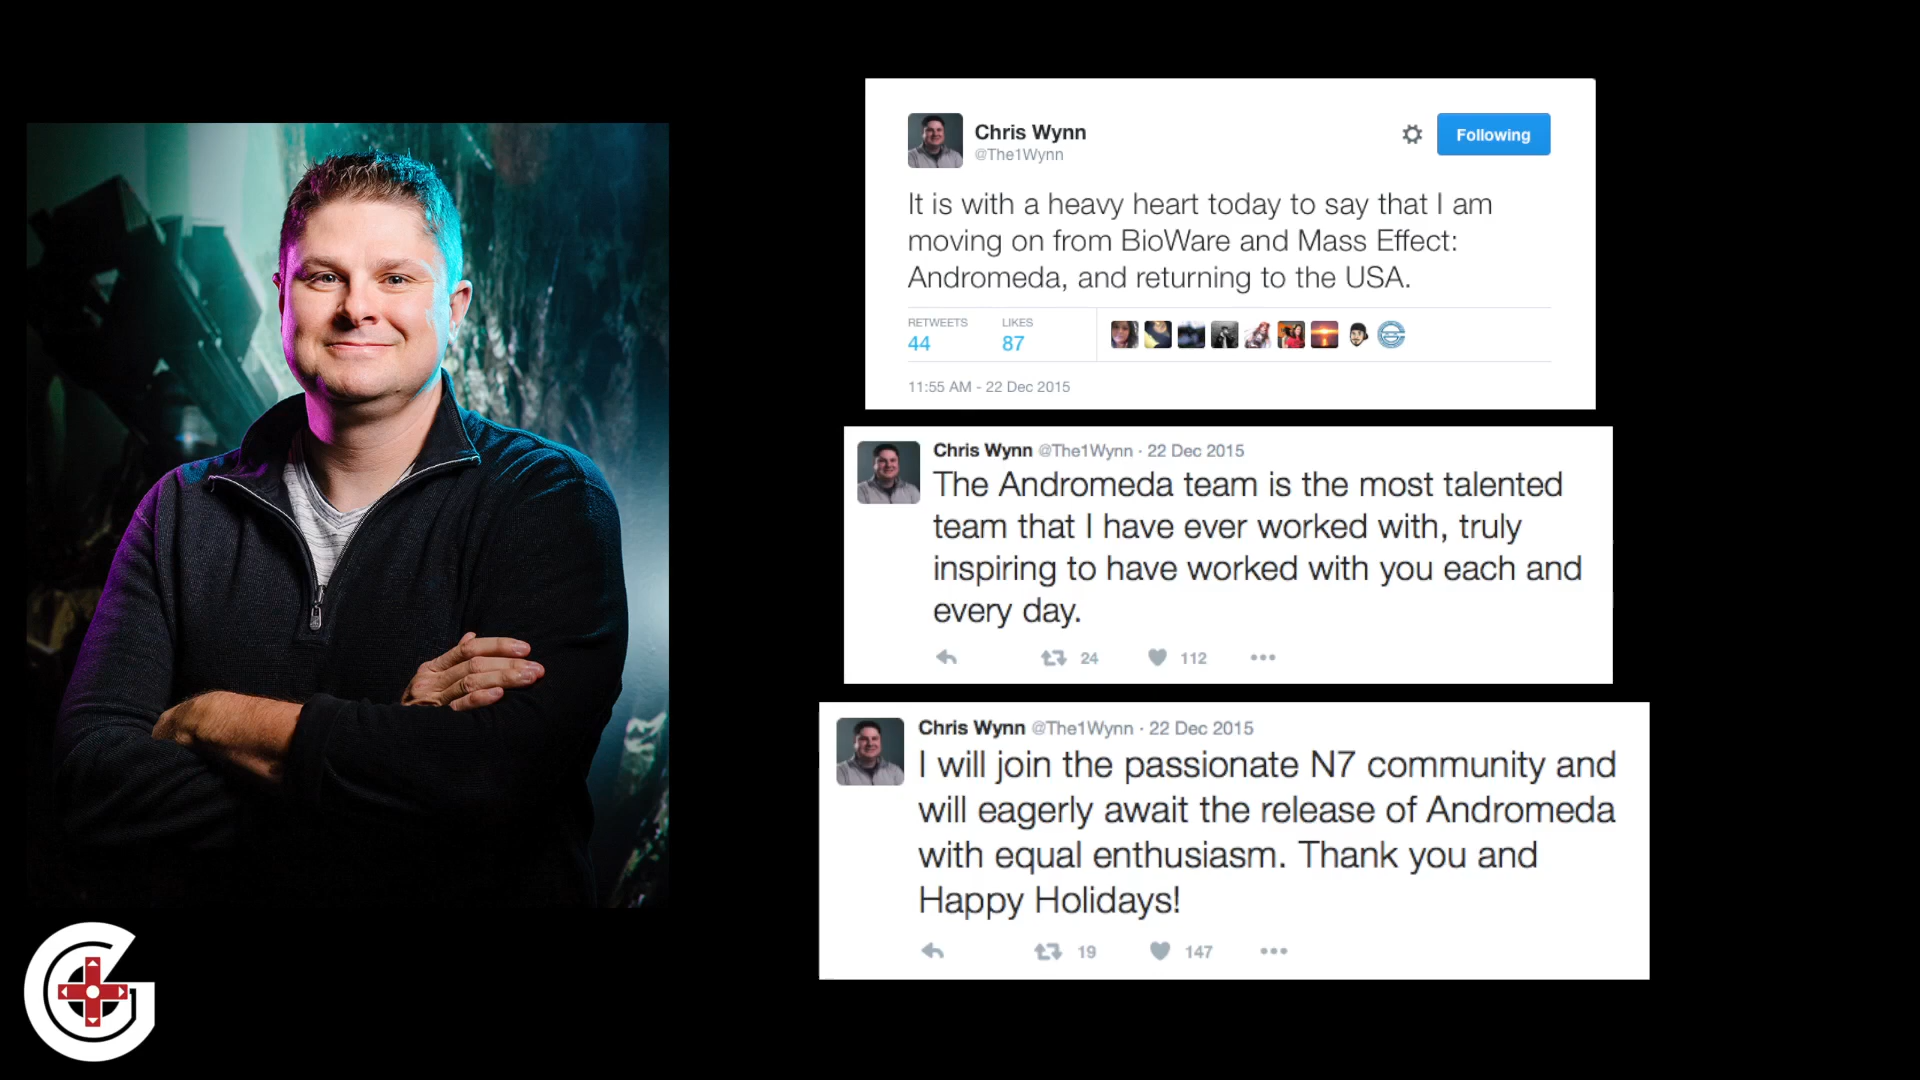 Chris Wynn
@The1Wynn
Following
It is with a heavy heart today to say that I am
moving on from BioWare and Mass Effect:
Andromeda, and returning to the USA.
RETWEETS
44
LIKES
87
11:55 AM - 22 Dec 2015
Chris Wynn @The1Wynn · 22 Dec 2015
The Andromeda team is the most talented
team that I have ever worked with, truly
inspiring to have worked with you each and
every day.
24
112
Chris Wynn @The1Wynn · 22 Dec 2015
I will join the passionate N7 community and
will eagerly await the release of Andromeda
with equal enthusiasm. Thank you and
Happy Holidays!
19
147